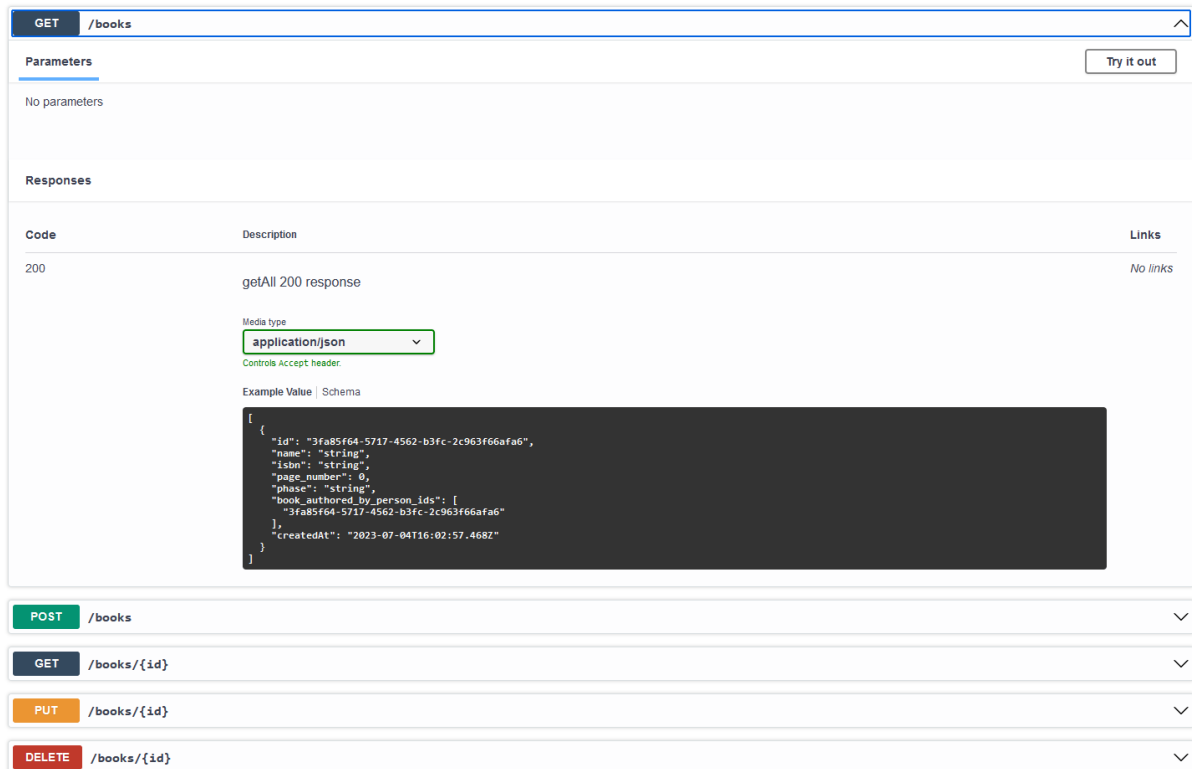 GET /books
Parameters
Try it out
No parameters
Responses
Code Description Links
200 getAll 200 response No links
Media type
application/json
Controls Accept header.
Example Value Schema
[
{
"id": "3fa85f64-5717-4562-b3fc-2c963f66afa6",
"name": "string",
"isbn": "string",
"page_number": 0,
"phase": "string",
"book_authored_by_person_ids": [
"3fa85f64-5717-4562-b3fc-2c963f66afa6"
],
"createdAt": "2023-07-04T16:02:57.468Z"
}
]
POST /books
GET /books/{id}
PUT /books/{id}
DELETE /books/{id}